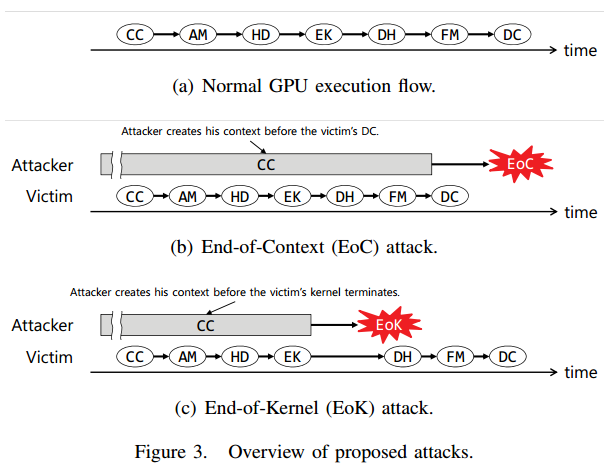 CC AM HD EK DH FM DC
time
(a) Normal GPU execution flow.
Attacker creates his context before the victim's DC.
Attacker CC EoC
Victim CC AM HD EK DH FM DC
time
(b) End-of-Context (EoC) attack.
Attacker creates his context before the victim's kernel terminates.
Attacker CC EoK
Victim CC AM HD EK DH FM DC
time
(c) End-of-Kernel (EoK) attack.
Figure 3. Overview of proposed attacks.